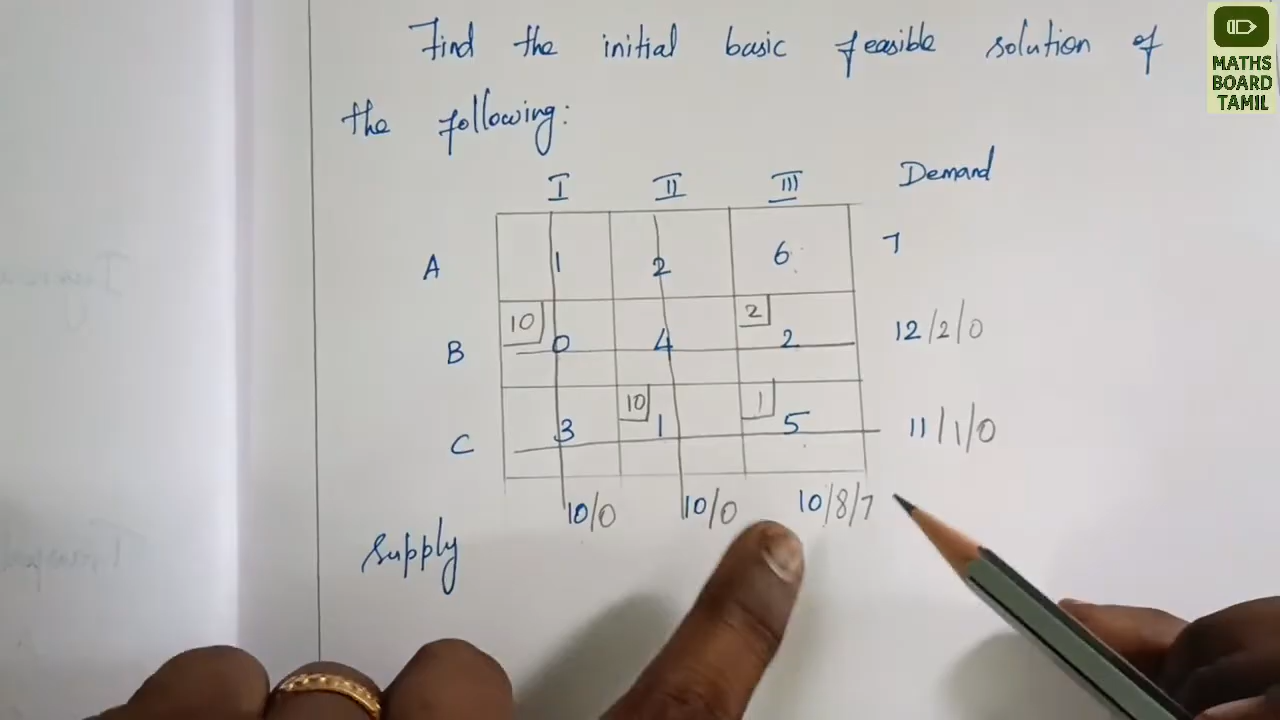 MATHS
BOARD
TAMIL
Find the initial basic feasible solution of
the following:
I II III Demand
A 1 2 6 7
B 10 0 4 2 2 12/2/0
C 3 10 1 1 5 11/1/0
Supply 10/0 10/0 10/8/7